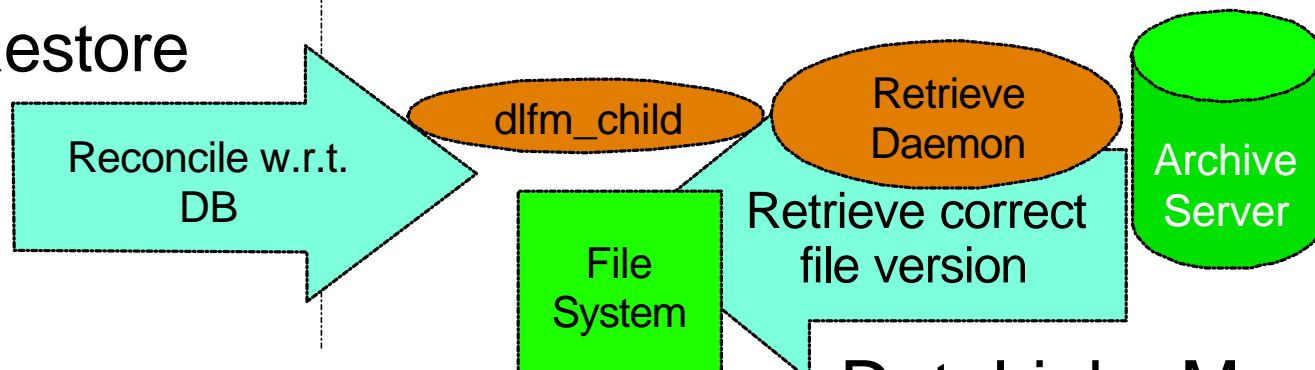 estore
dlfm_child
Retrieve
Daemon
Reconcile w.r.t.
DB
Archive
Server
Retrieve correct
file version
File
System